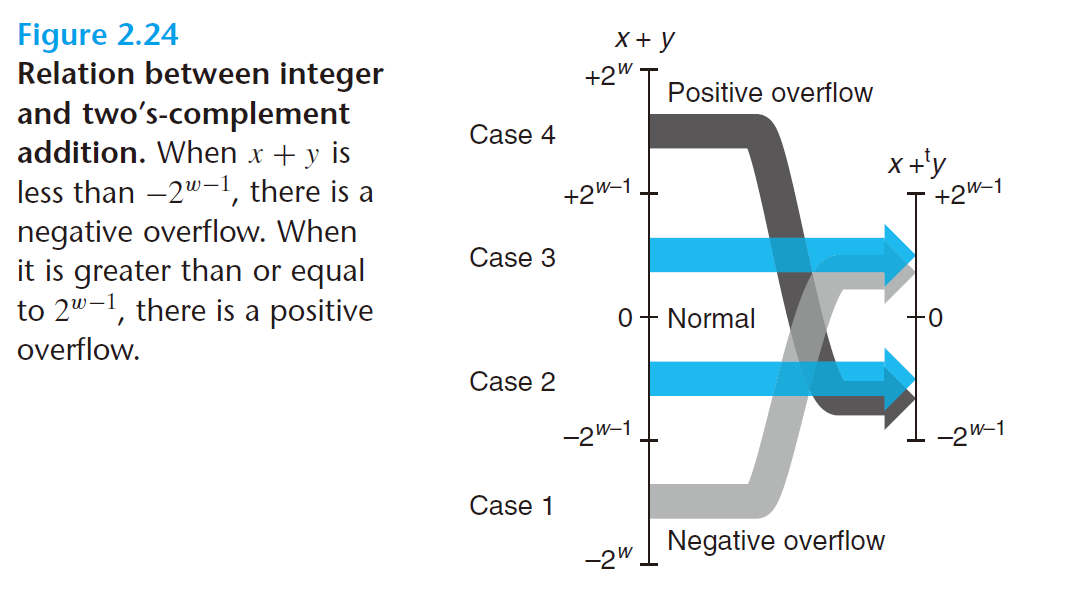 Figure 2.24
Relation between integer
and two's-complement
addition. When x + y is
less than −2^w−1, there is a
negative overflow. When
it is greater than or equal
to 2^w−1, there is a positive
overflow.
x + y
+2^w
Positive overflow
Case 4
x +^t y
+2^w–1
+2^w–1
Case 3
0
Normal
0
Case 2
–2^w–1
–2^w–1
Case 1
Negative overflow
–2^w